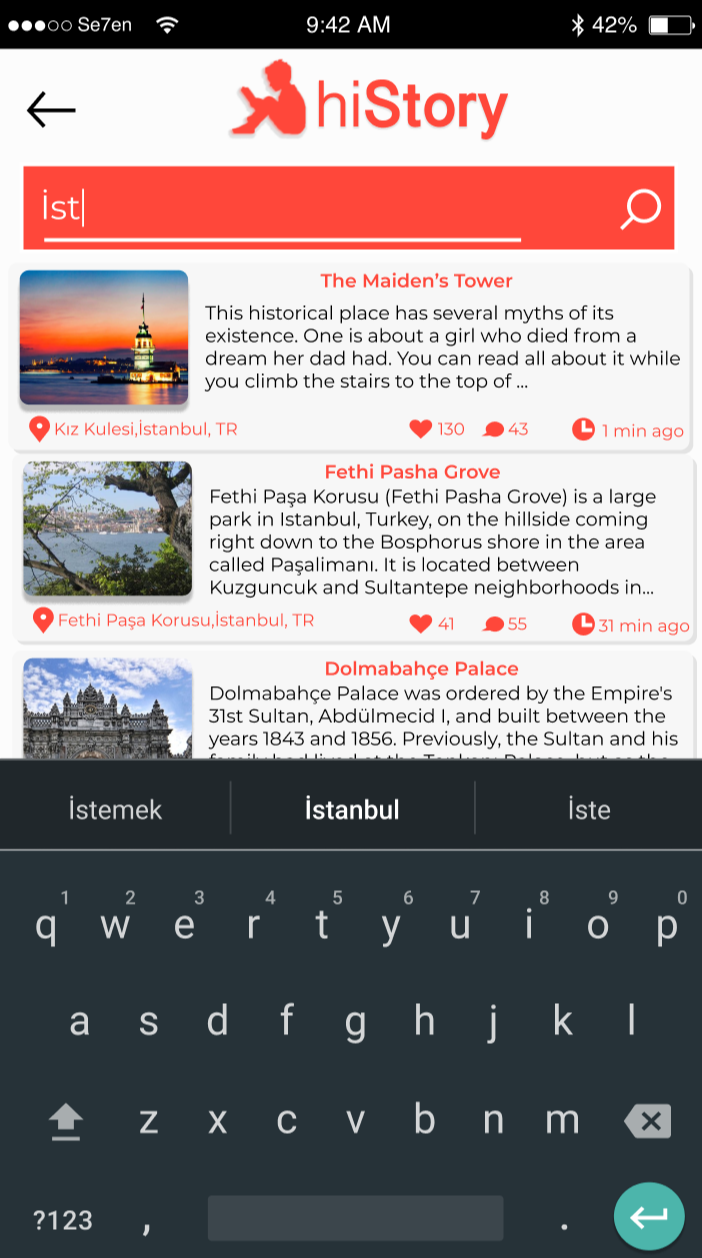 Se7en 9:42 AM 42%
hiStory
İst
The Maiden's Tower
This historical place has several myths of its
existence. One is about a girl who died from a
dream her dad had. You can read all about it while
you climb the stairs to the top of ...
Kız Kulesi,İstanbul, TR 130 43 1 min ago
Fethi Pasha Grove
Fethi Paşa Korusu (Fethi Pasha Grove) is a large
park in Istanbul, Turkey, on the hillside coming
right down to the Bosphorus shore in the area
called Paşalimanı. It is located between
Kuzguncuk and Sultantepe neighborhoods in...
Fethi Paşa Korusu,İstanbul, TR 41 55 31 min ago
Dolmabahçe Palace
Dolmabahçe Palace was ordered by the Empire's
31st Sultan, Abdülmecid I, and built between the
years 1843 and 1856. Previously, the Sultan and his
İstemek İstanbul İste
1 2 3 4 5 6 7 8 9 0
q w e r t y u i o p
a s d f g h j k l
z x c v b n m
?123 , .